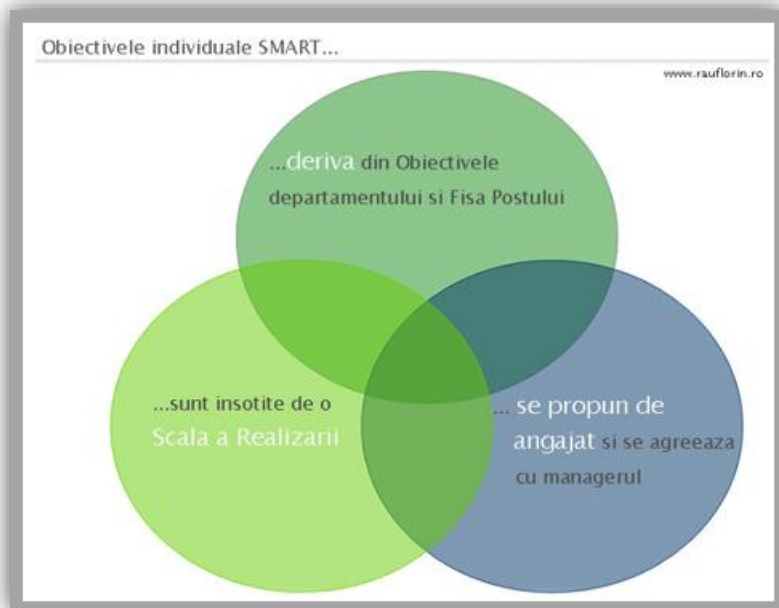 Obiectivele individuale SMART...
www.rauflorin.ro
...deriva din Obiectivele
departamentului si Fisa Postului
...sunt insotite de o
Scala a Realizarii
... se propun de
angajat si se agreeaza
cu managerul